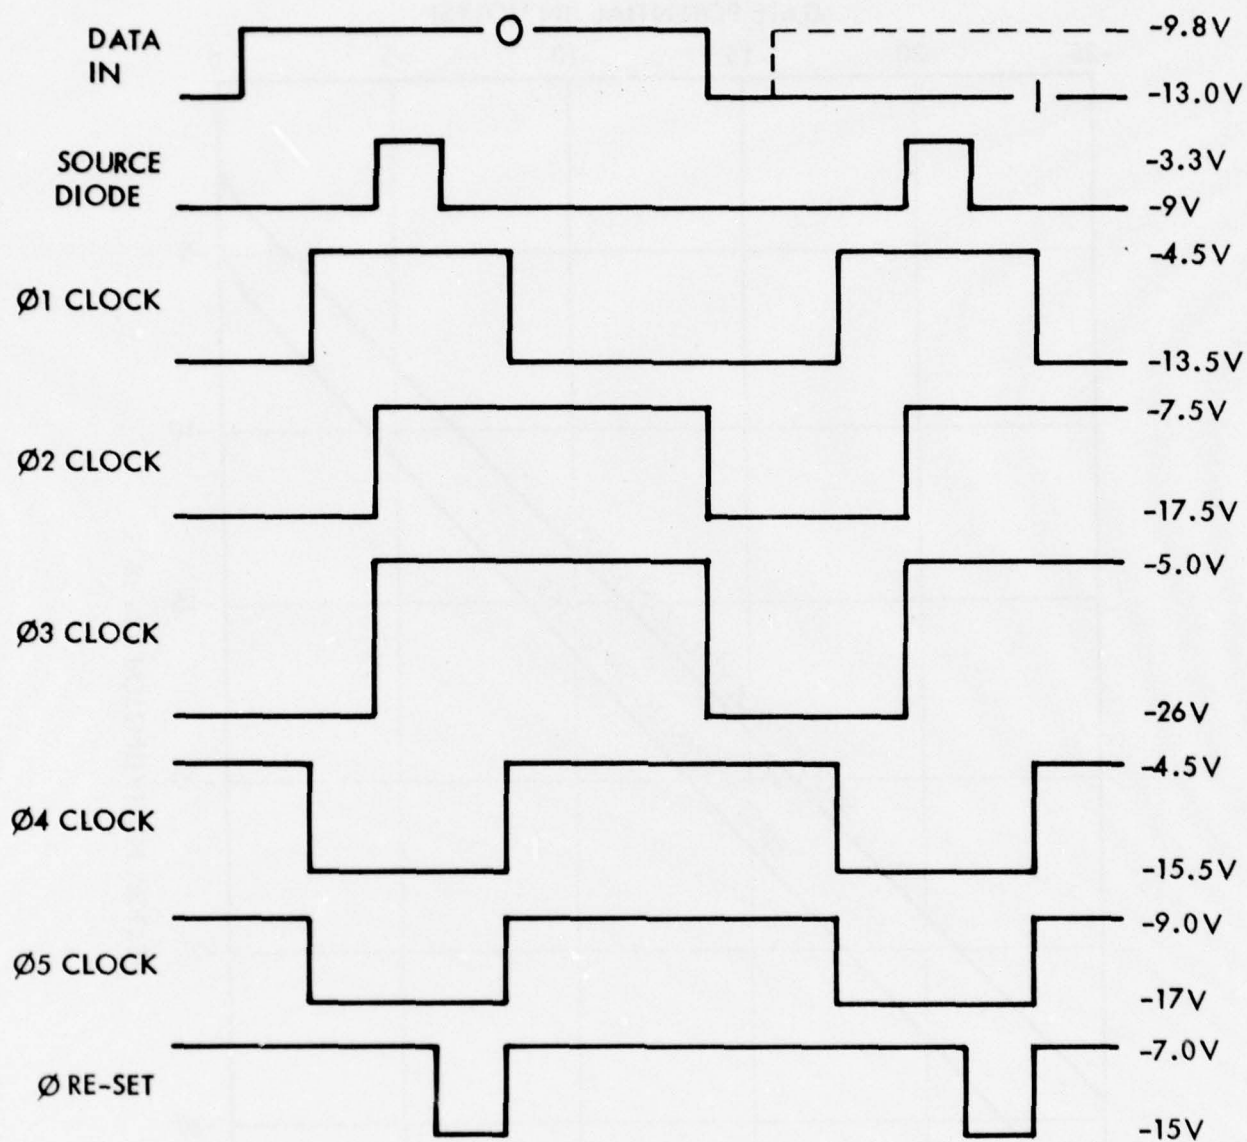 DATA
IN
O
-9.8V
-13.0V
SOURCE
DIODE
-3.3V
-9V
Ø1 CLOCK
-4.5V
-13.5V
Ø2 CLOCK
-7.5V
-17.5V
Ø3 CLOCK
-5.0V
-26V
Ø4 CLOCK
-4.5V
-15.5V
Ø5 CLOCK
-9.0V
-17V
Ø RE-SET
-7.0V
-15V